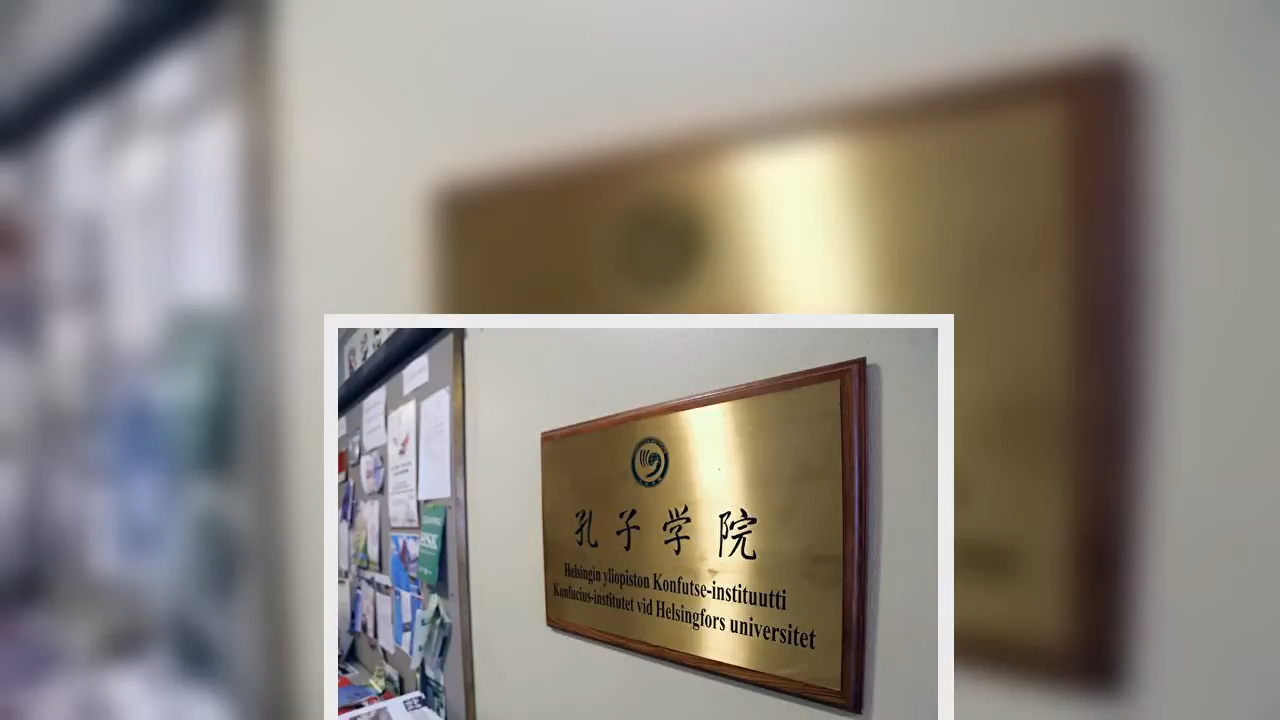 孔子学院
Helsingin yliopiston Konfutse-instituutti
Konfucius-institutet vid Helsingfors universitet